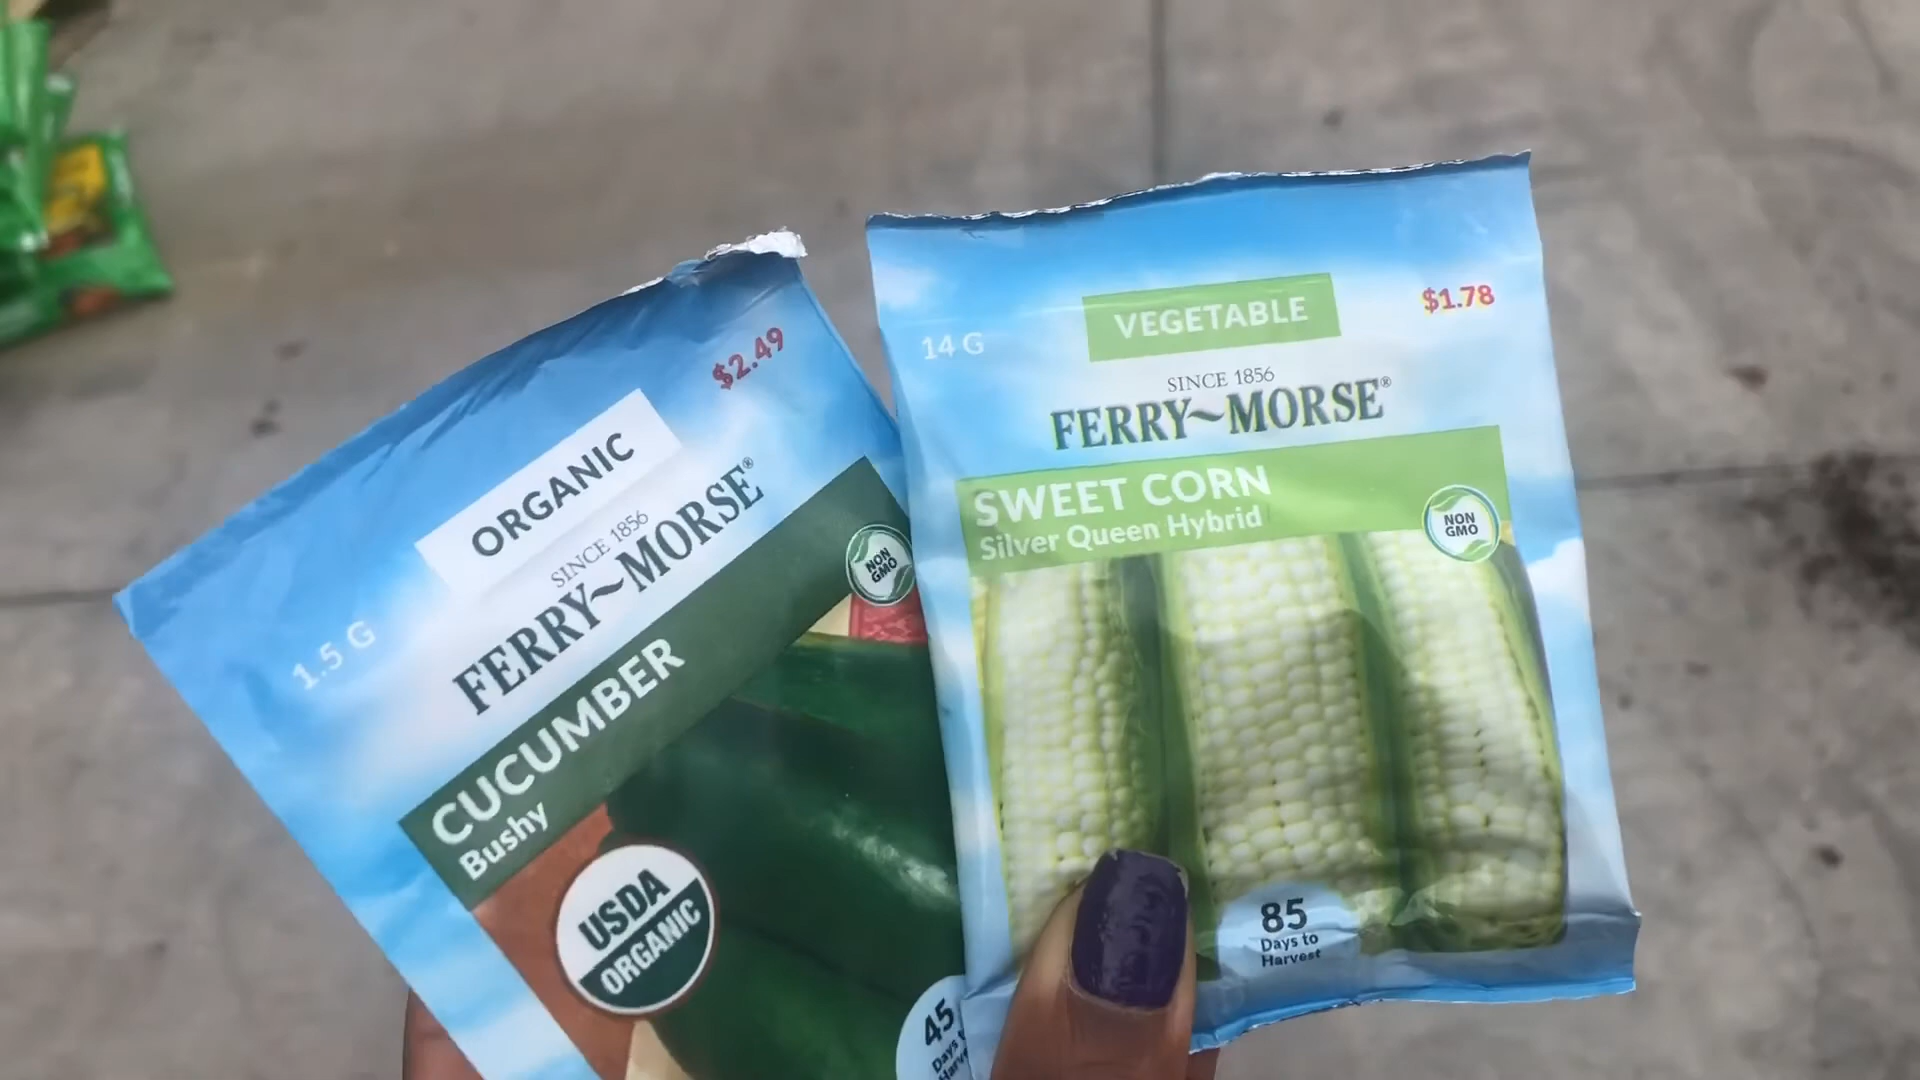 $2.49
ORGANIC
SINCE 1856
FERRY~MORSE®
1.5 G
CUCUMBER
Bushy
NON
GMO
USDA
ORGANIC
45
Days
$1.78
VEGETABLE
14 G
SINCE 1856
FERRY~MORSE®
SWEET CORN
Silver Queen Hybrid
NON
GMO
85
Days to
Harvest